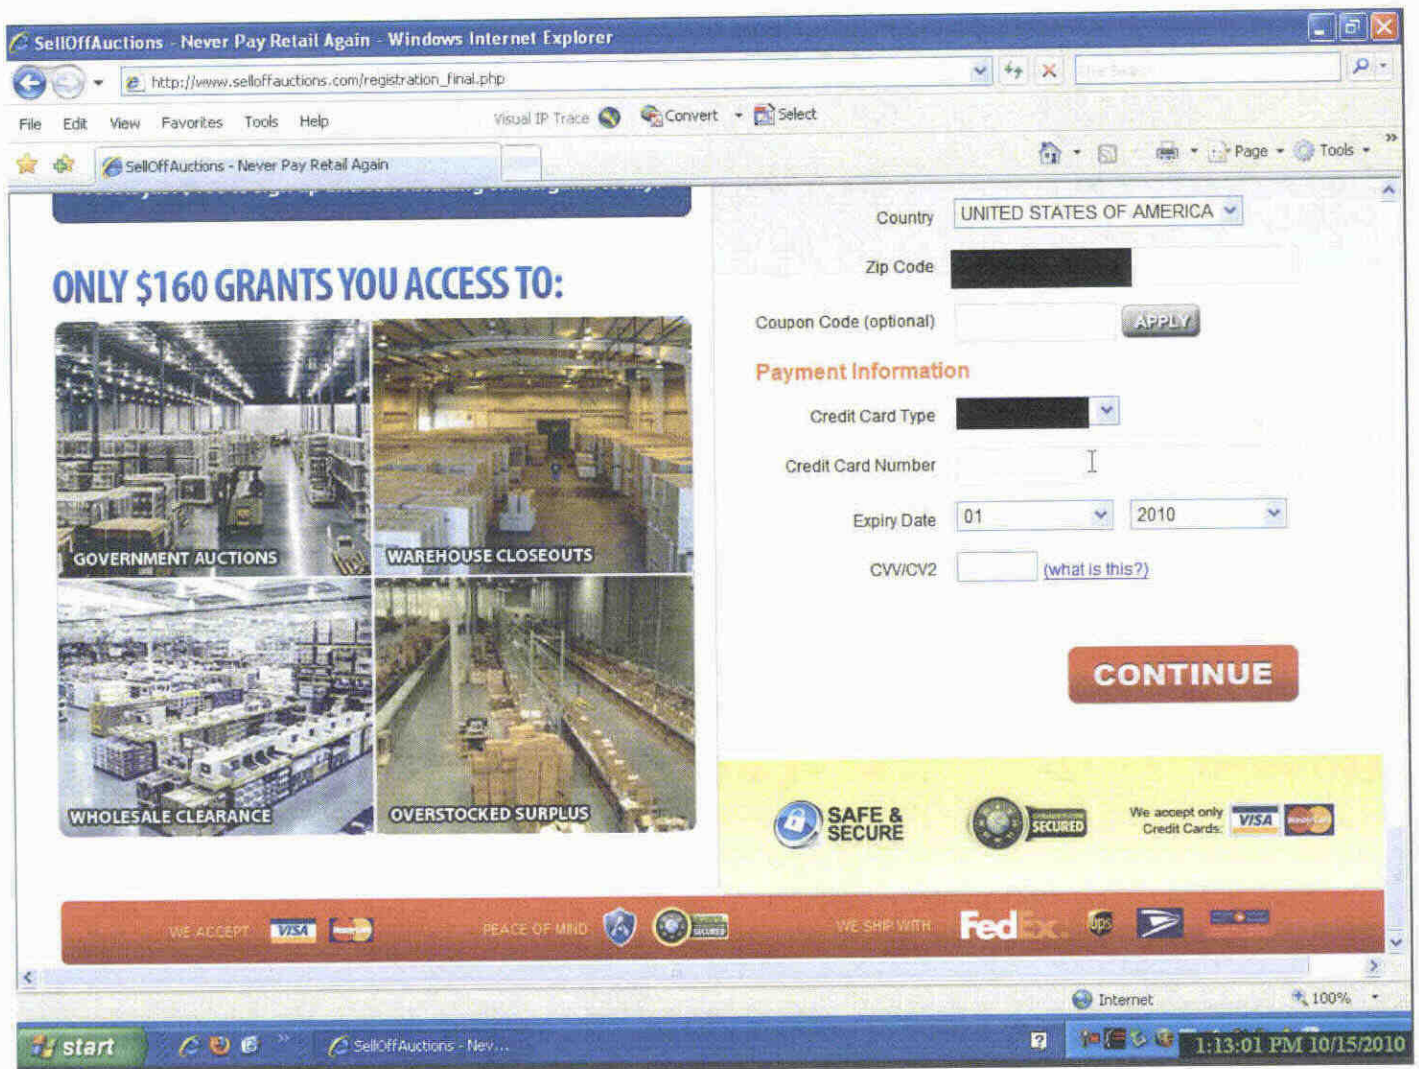 SellOffAuctions - Never Pay Retail Again - Windows Internet Explorer
http://www.selloffauctions.com/registration_final.php
File Edit View Favorites Tools Help
Visual IP Trace Convert Select
SellOffAuctions - Never Pay Retail Again
Page Tools
Country UNITED STATES OF AMERICA
Zip Code
ONLY $160 GRANTS YOU ACCESS TO:
Coupon Code (optional) APPLY
Payment Information
Credit Card Type
Credit Card Number
Expiry Date 01 2010
CVV/CV2 (what is this?)
GOVERNMENT AUCTIONS
WAREHOUSE CLOSEOUTS
CONTINUE
WHOLESALE CLEARANCE
OVERSTOCKED SURPLUS
SAFE &
SECURE
SECURED
We accept only
Credit Cards:
VISA
MasterCard
WE ACCEPT VISA MasterCard PEACE OF MIND SECURED WE SHIP WITH FedEx. ups
Internet 100%
start SellOffAuctions - Nev...
1:13:01 PM 10/15/2010